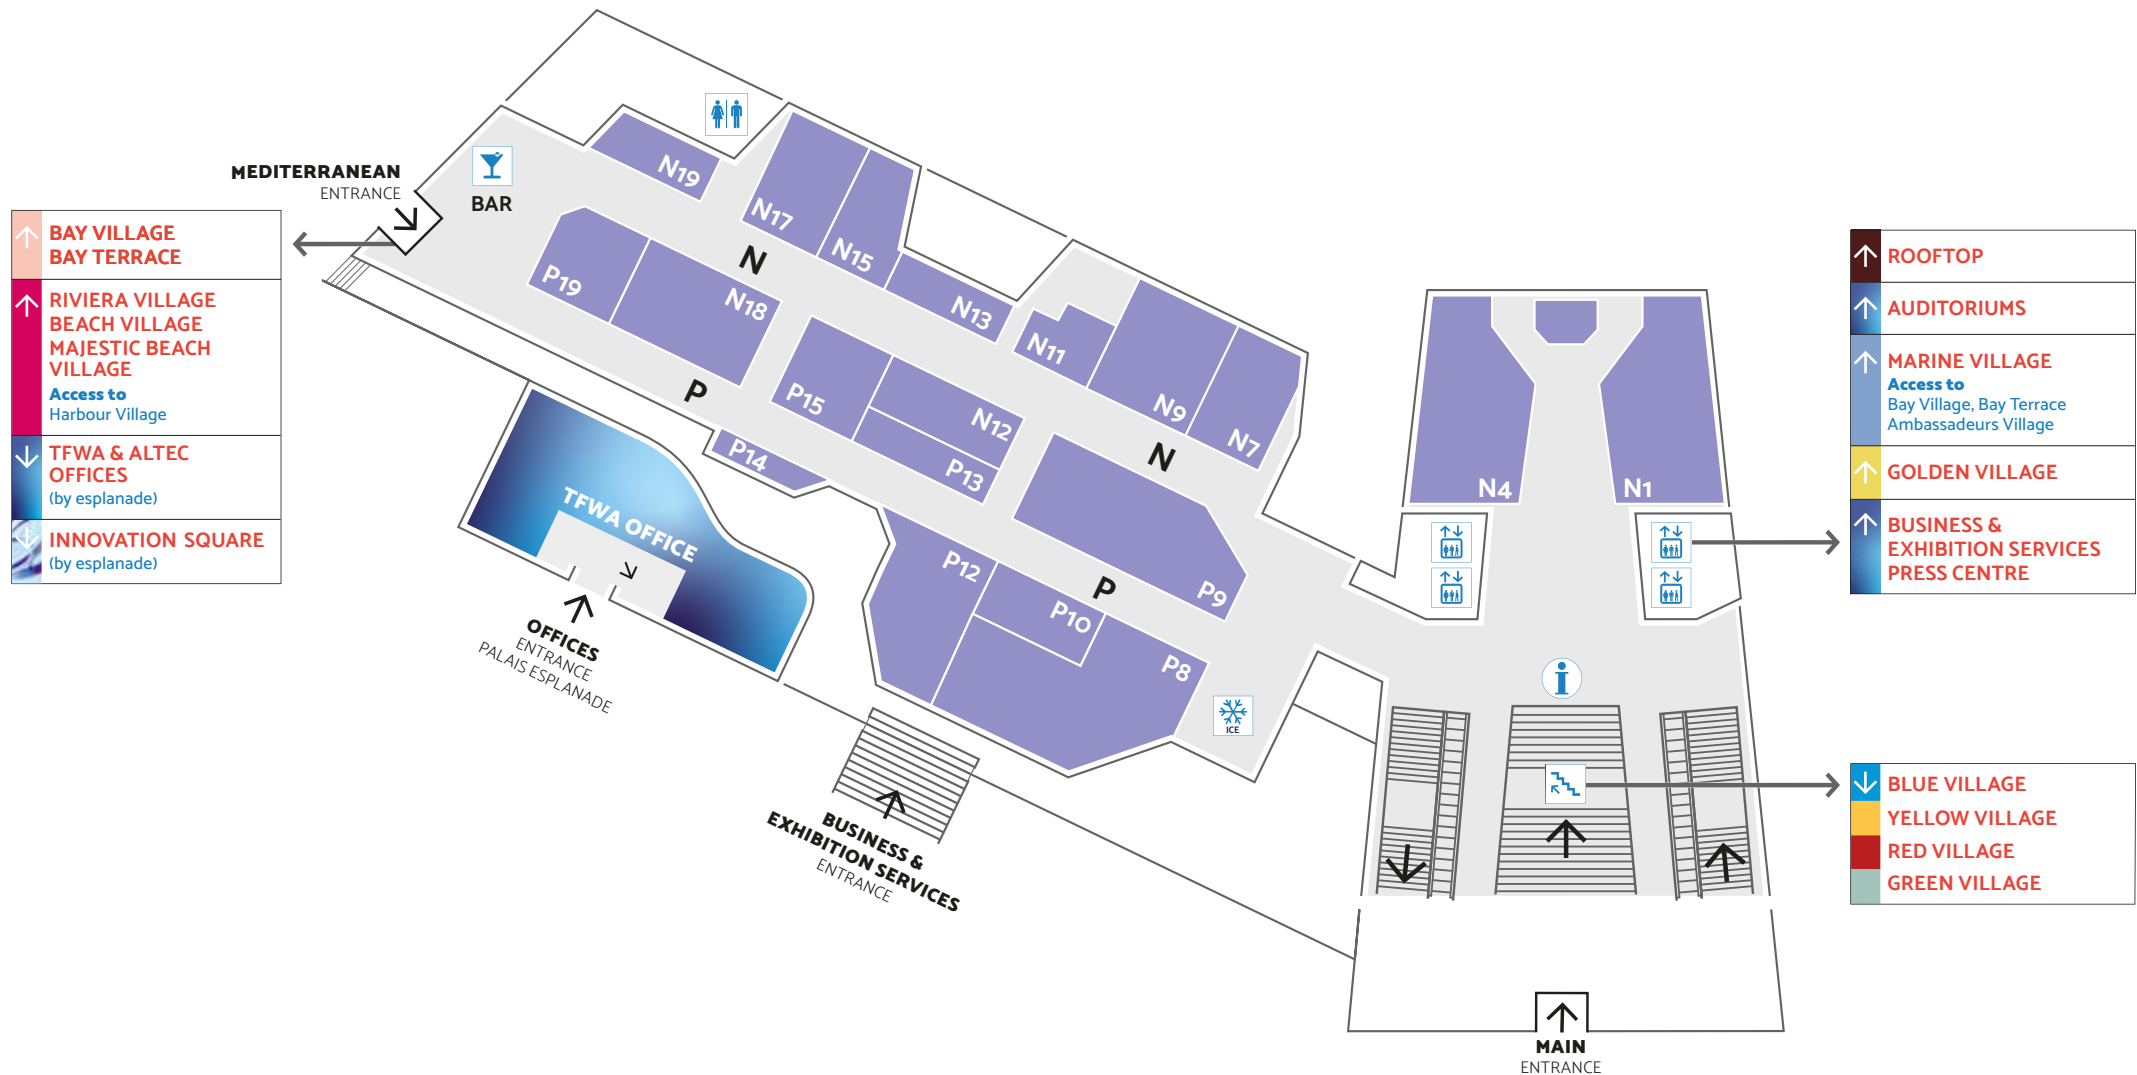 MEDITERRANEAN
ENTRANCE
BAR
BAY VILLAGE
BAY TERRACE
RIVIERA VILLAGE
BEACH VILLAGE
MAJESTIC BEACH
VILLAGE
Access to
Harbour Village
TFWA & ALTEC
OFFICES
(by esplanade)
INNOVATION SQUARE
(by esplanade)
N19
N17
N15
N
N13
P19
N18
N11
N9
N7
P
P15
N12
P13
P14
N
P9
P
P12
P10
P8
ICE
TFWA OFFICE
OFFICES
ENTRANCE
PALAIS ESPLANADE
BUSINESS &
EXHIBITION SERVICES
ENTRANCE
N4
N1
i
MAIN
ENTRANCE
ROOFTOP
AUDITORIUMS
MARINE VILLAGE
Access to
Bay Village, Bay Terrace
Ambassadeurs Village
GOLDEN VILLAGE
BUSINESS &
EXHIBITION SERVICES
PRESS CENTRE
BLUE VILLAGE
YELLOW VILLAGE
RED VILLAGE
GREEN VILLAGE